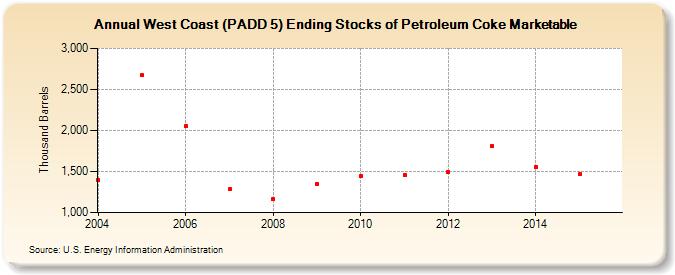 Annual West Coast (PADD 5) Ending Stocks of Petroleum Coke Marketable
Thousand Barrels
3,000
2,500
2,000
1,500
1,000
2004 2006 2008 2010 2012 2014
Source: U.S. Energy Information Administration